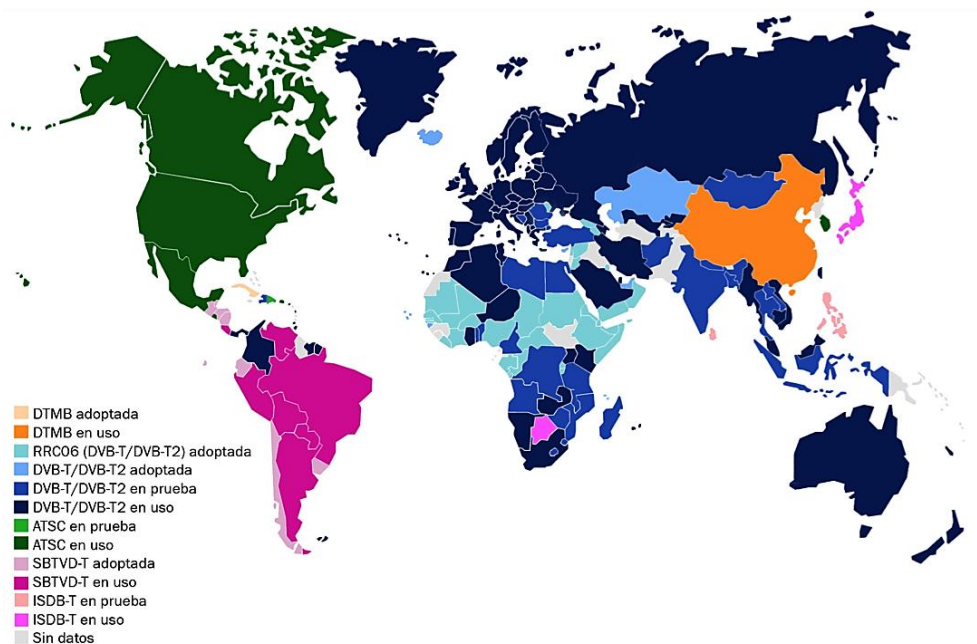 DTMB adoptada
DTMB en uso
RRC06 (DVB-T/DVB-T2) adoptada
DVB-T/DVB-T2 adoptada
DVB-T/DVB-T2 en prueba
DVB-T/DVB-T2 en uso
ATSC en prueba
ATSC en uso
SBTVD-T adoptada
SBTVD-T en uso
ISDB-T en prueba
ISDB-T en uso
Sin datos